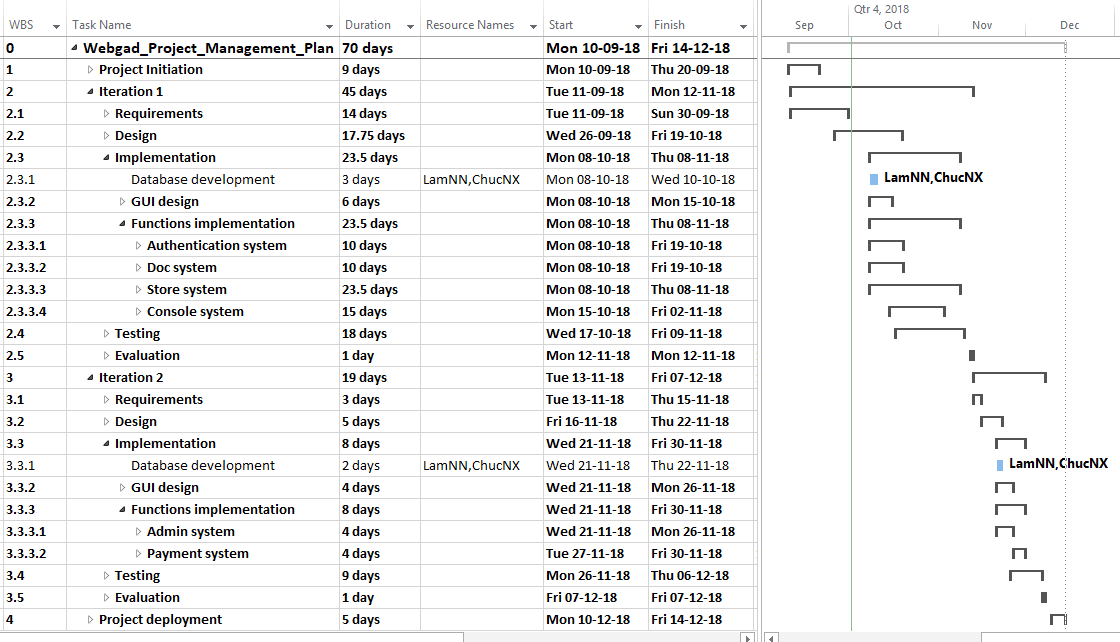 Qtr 4, 2018
WBS Task Name Duration Resource Names Start Finish Sep Oct Nov Dec
0 Webgad_Project_Management_Plan 70 days Mon 10-09-18 Fri 14-12-18
1 Project Initiation 9 days Mon 10-09-18 Thu 20-09-18
2 Iteration 1 45 days Tue 11-09-18 Mon 12-11-18
2.1 Requirements 14 days Tue 11-09-18 Sun 30-09-18
2.2 Design 17.75 days Wed 26-09-18 Fri 19-10-18
2.3 Implementation 23.5 days Mon 08-10-18 Thu 08-11-18
2.3.1 Database development 3 days LamNN,ChucNX Mon 08-10-18 Wed 10-10-18 LamNN,ChucNX
2.3.2 GUI design 6 days Mon 08-10-18 Mon 15-10-18
2.3.3 Functions implementation 23.5 days Mon 08-10-18 Thu 08-11-18
2.3.3.1 Authentication system 10 days Mon 08-10-18 Fri 19-10-18
2.3.3.2 Doc system 10 days Mon 08-10-18 Fri 19-10-18
2.3.3.3 Store system 23.5 days Mon 08-10-18 Thu 08-11-18
2.3.3.4 Console system 15 days Mon 15-10-18 Fri 02-11-18
2.4 Testing 18 days Wed 17-10-18 Fri 09-11-18
2.5 Evaluation 1 day Mon 12-11-18 Mon 12-11-18
3 Iteration 2 19 days Tue 13-11-18 Fri 07-12-18
3.1 Requirements 3 days Tue 13-11-18 Thu 15-11-18
3.2 Design 5 days Fri 16-11-18 Thu 22-11-18
3.3 Implementation 8 days Wed 21-11-18 Fri 30-11-18
3.3.1 Database development 2 days LamNN,ChucNX Wed 21-11-18 Thu 22-11-18 LamNN,ChucNX
3.3.2 GUI design 4 days Wed 21-11-18 Mon 26-11-18
3.3.3 Functions implementation 8 days Wed 21-11-18 Fri 30-11-18
3.3.3.1 Admin system 4 days Wed 21-11-18 Mon 26-11-18
3.3.3.2 Payment system 4 days Tue 27-11-18 Fri 30-11-18
3.4 Testing 9 days Mon 26-11-18 Thu 06-12-18
3.5 Evaluation 1 day Fri 07-12-18 Fri 07-12-18
4 Project deployment 5 days Mon 10-12-18 Fri 14-12-18